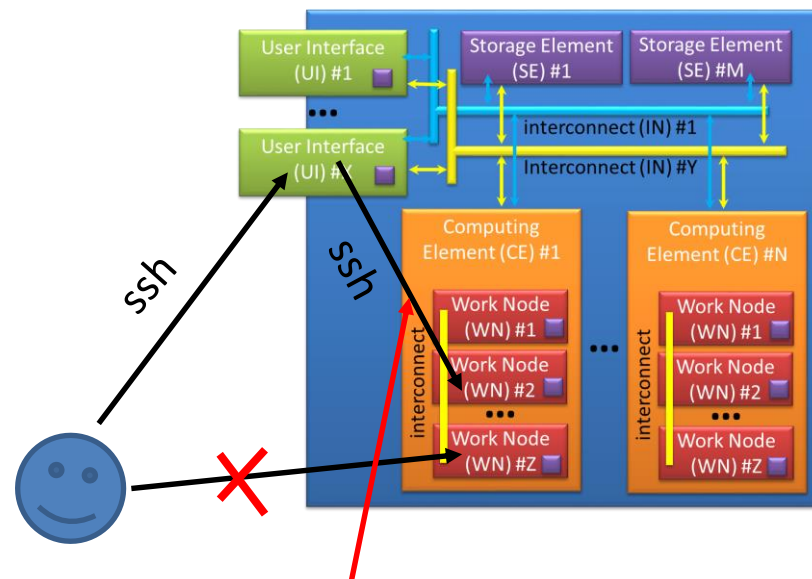 User Interface
(UI) #1
...
User Interface
(UI) #X
Storage Element
(SE) #1
Storage Element
(SE) #M
interconnect (IN) #1
Interconnect (IN) #Y
ssh
ssh
Computing
Element (CE) #1
Work Node
(WN) #1
Work Node
(WN) #2
...
Work Node
(WN) #Z
interconnect
...
Computing
Element (CE) #N
Work Node
(WN) #1
Work Node
(WN) #2
...
Work Node
(WN) #Z
interconnect